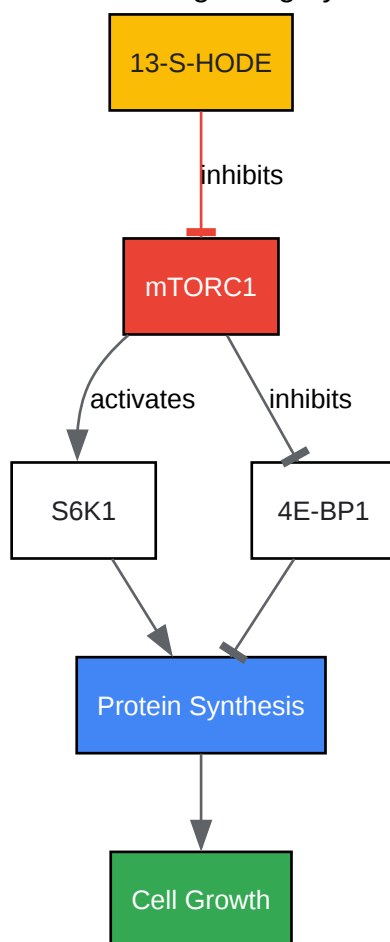 13-S-HODE
inhibits
mTORC1
activates
inhibits
S6K1
4E-BP1
Protein Synthesis
Cell Growth